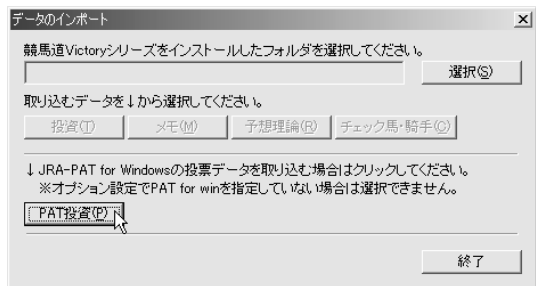 データのインポート
競馬道Victoryシリーズをインストールしたフォルダを選択してください。
選択(S)
取り込むデータを↓から選択してください。
投資(T) メモ(M) 予想理論(R) チェック馬・騎手(C)
↓JRA-PAT for Windowsの投票データを取り込む場合はクリックしてください。
※オプション設定でPAT for winを指定していない場合は選択できません。
PAT投資(P)
終了